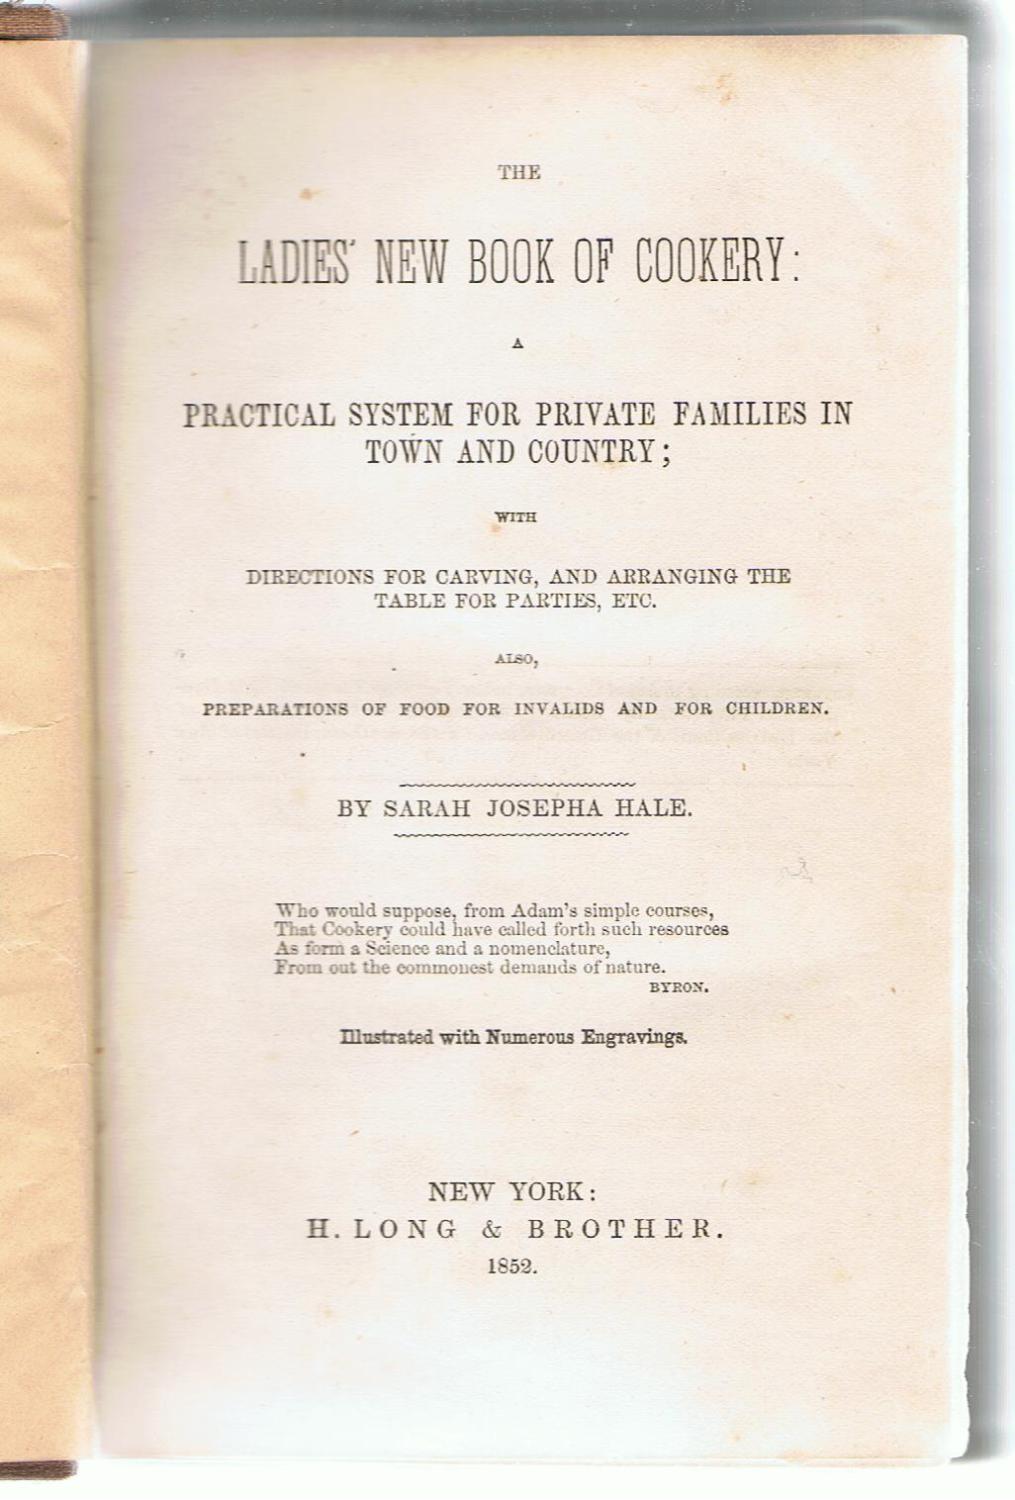 THE
LADIES' NEW BOOK OF COOKERY:
A
PRACTICAL SYSTEM FOR PRIVATE FAMILIES IN
TOWN AND COUNTRY;
WITH
DIRECTIONS FOR CARVING, AND ARRANGING THE
TABLE FOR PARTIES, ETC.
ALSO,
PREPARATIONS OF FOOD FOR INVALIDS AND FOR CHILDREN.
BY SARAH JOSEPHA HALE.
Who would suppose, from Adam's simple courses,
That Cookery could have called forth such resources
As form a Science and a nomenclature,
From out the commonest demands of nature.
BYRON.
Illustrated with Numerous Engravings.
NEW YORK:
H. LONG & BROTHER.
1852.